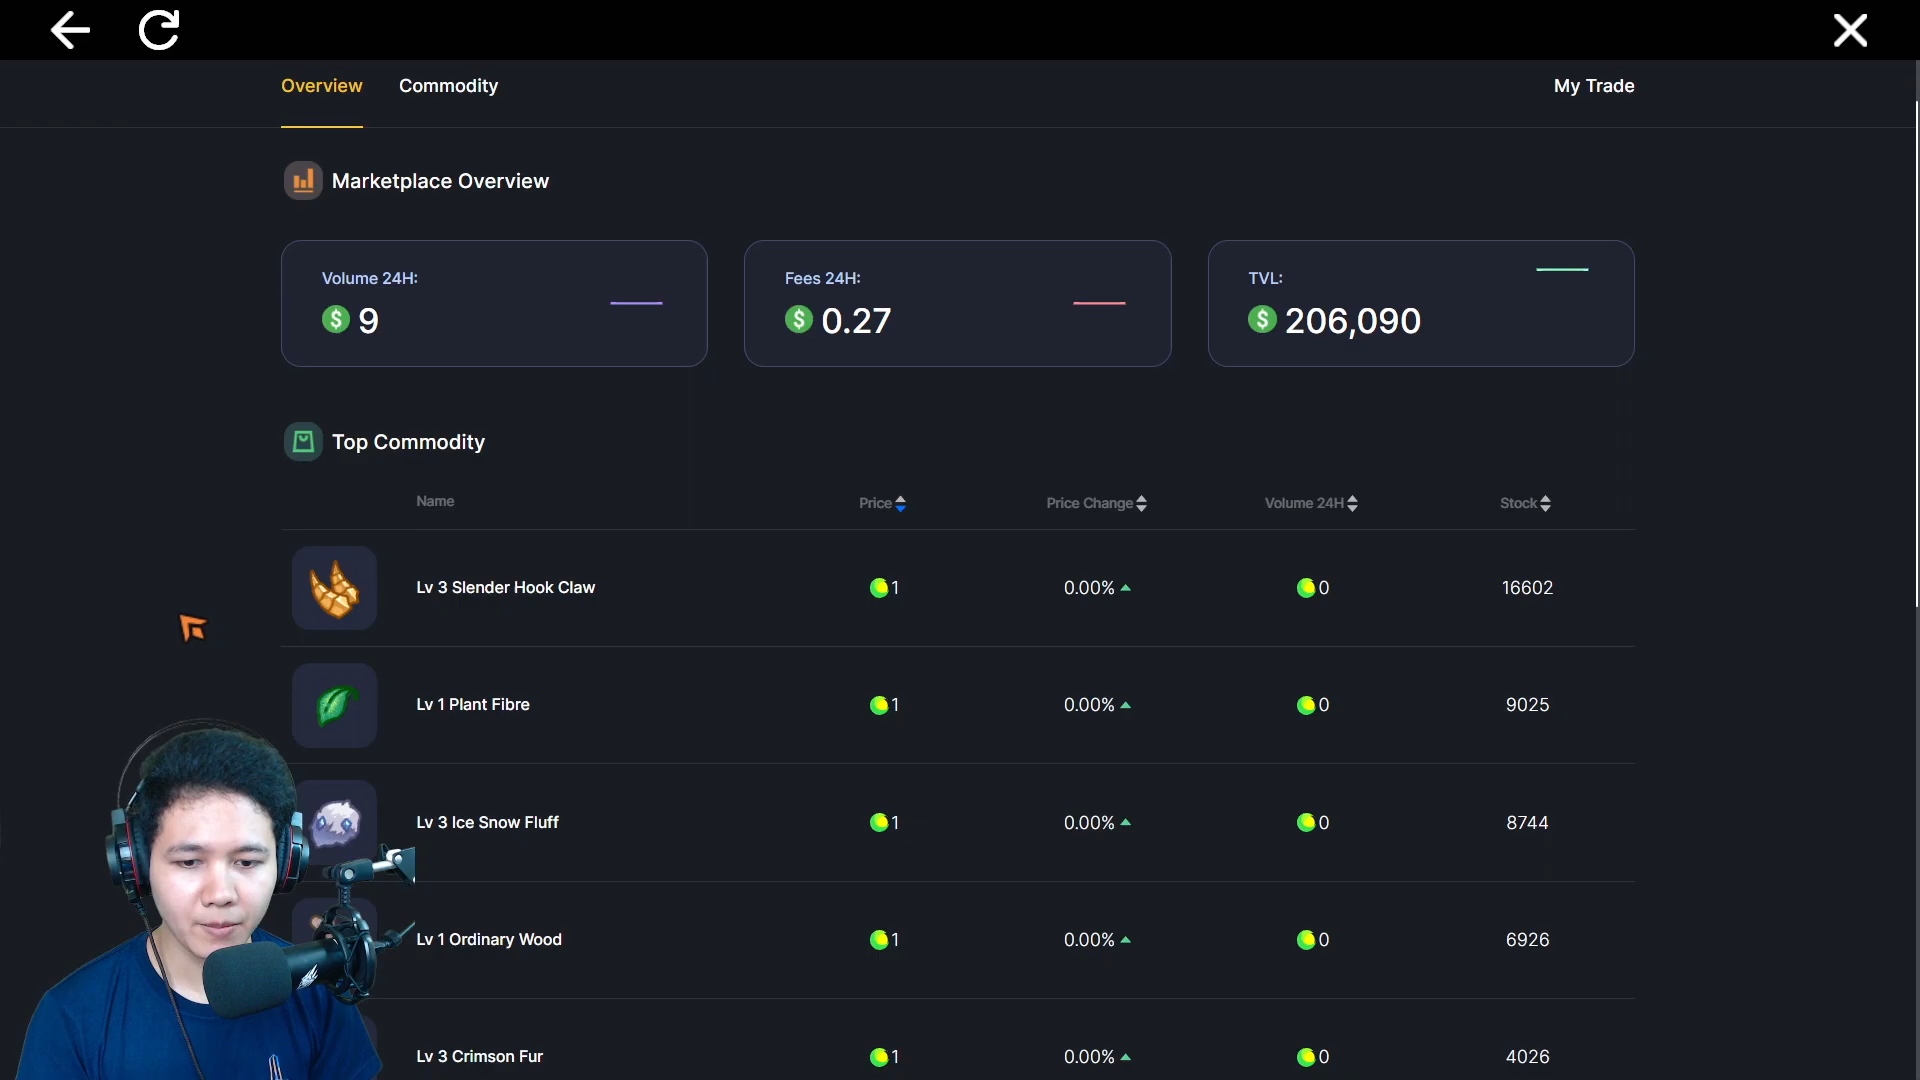 Overview Commodity My Trade
Marketplace Overview
Volume 24H: Fees 24H: TVL:
9 0.27 206,090
Top Commodity
Name Price Price Change Volume 24H Stock
Lv 3 Slender Hook Claw 1 0.00% 0 16602
Lv 1 Plant Fibre 1 0.00% 0 9025
Lv 3 Ice Snow Fluff 1 0.00% 0 8744
Lv 1 Ordinary Wood 1 0.00% 0 6926
Lv 3 Crimson Fur 1 0.00% 0 4026